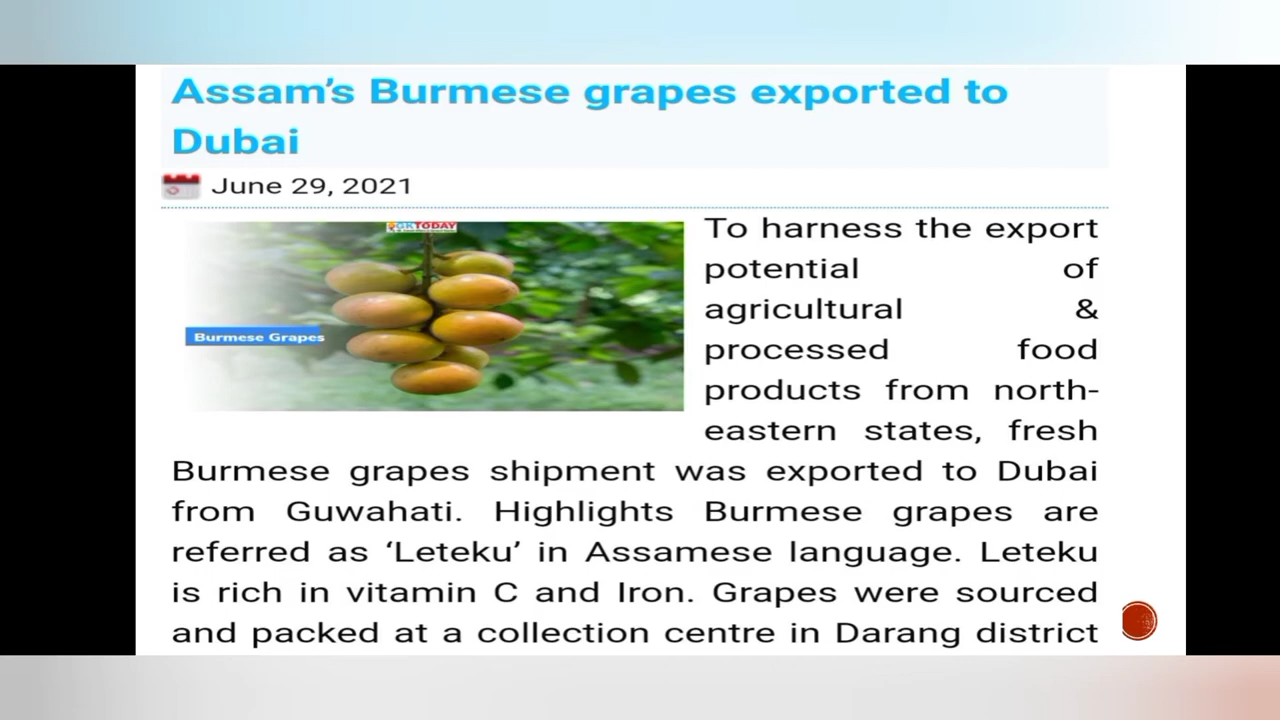 Assam's Burmese grapes exported to
Dubai
June 29, 2021
GKTODAY
Burmese Grapes
To harness the export
potential of
agricultural &
processed food
products from north-
eastern states, fresh
Burmese grapes shipment was exported to Dubai
from Guwahati. Highlights Burmese grapes are
referred as ‘Leteku’ in Assamese language. Leteku
is rich in vitamin C and Iron. Grapes were sourced
and packed at a collection centre in Darang district